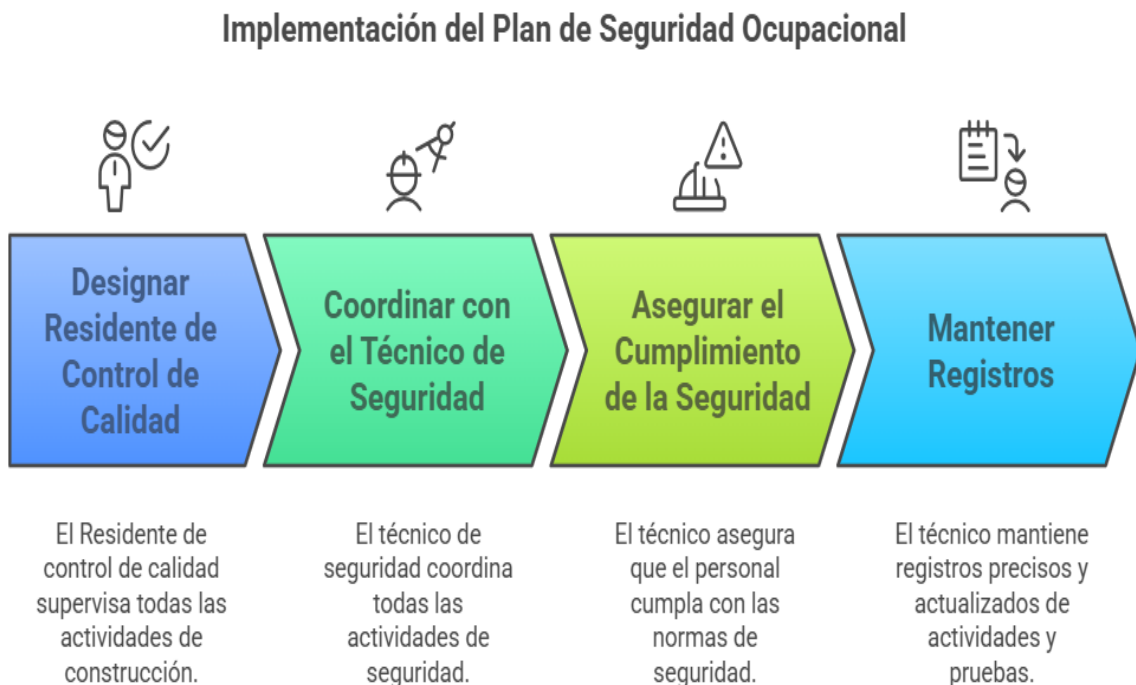 Implementación del Plan de Seguridad Ocupacional
Designar
Residente de
Control de
Calidad
Coordinar con
el Técnico de
Seguridad
Asegurar el
Cumplimiento
de la Seguridad
Mantener
Registros
El Residente de
control de calidad
supervisa todas las
actividades de
construcción.
El técnico de
seguridad coordina
todas las
actividades de
seguridad.
El técnico asegura
que el personal
cumpla con las
normas de
seguridad.
El técnico mantiene
registros precisos y
actualizados de
actividades y
pruebas.